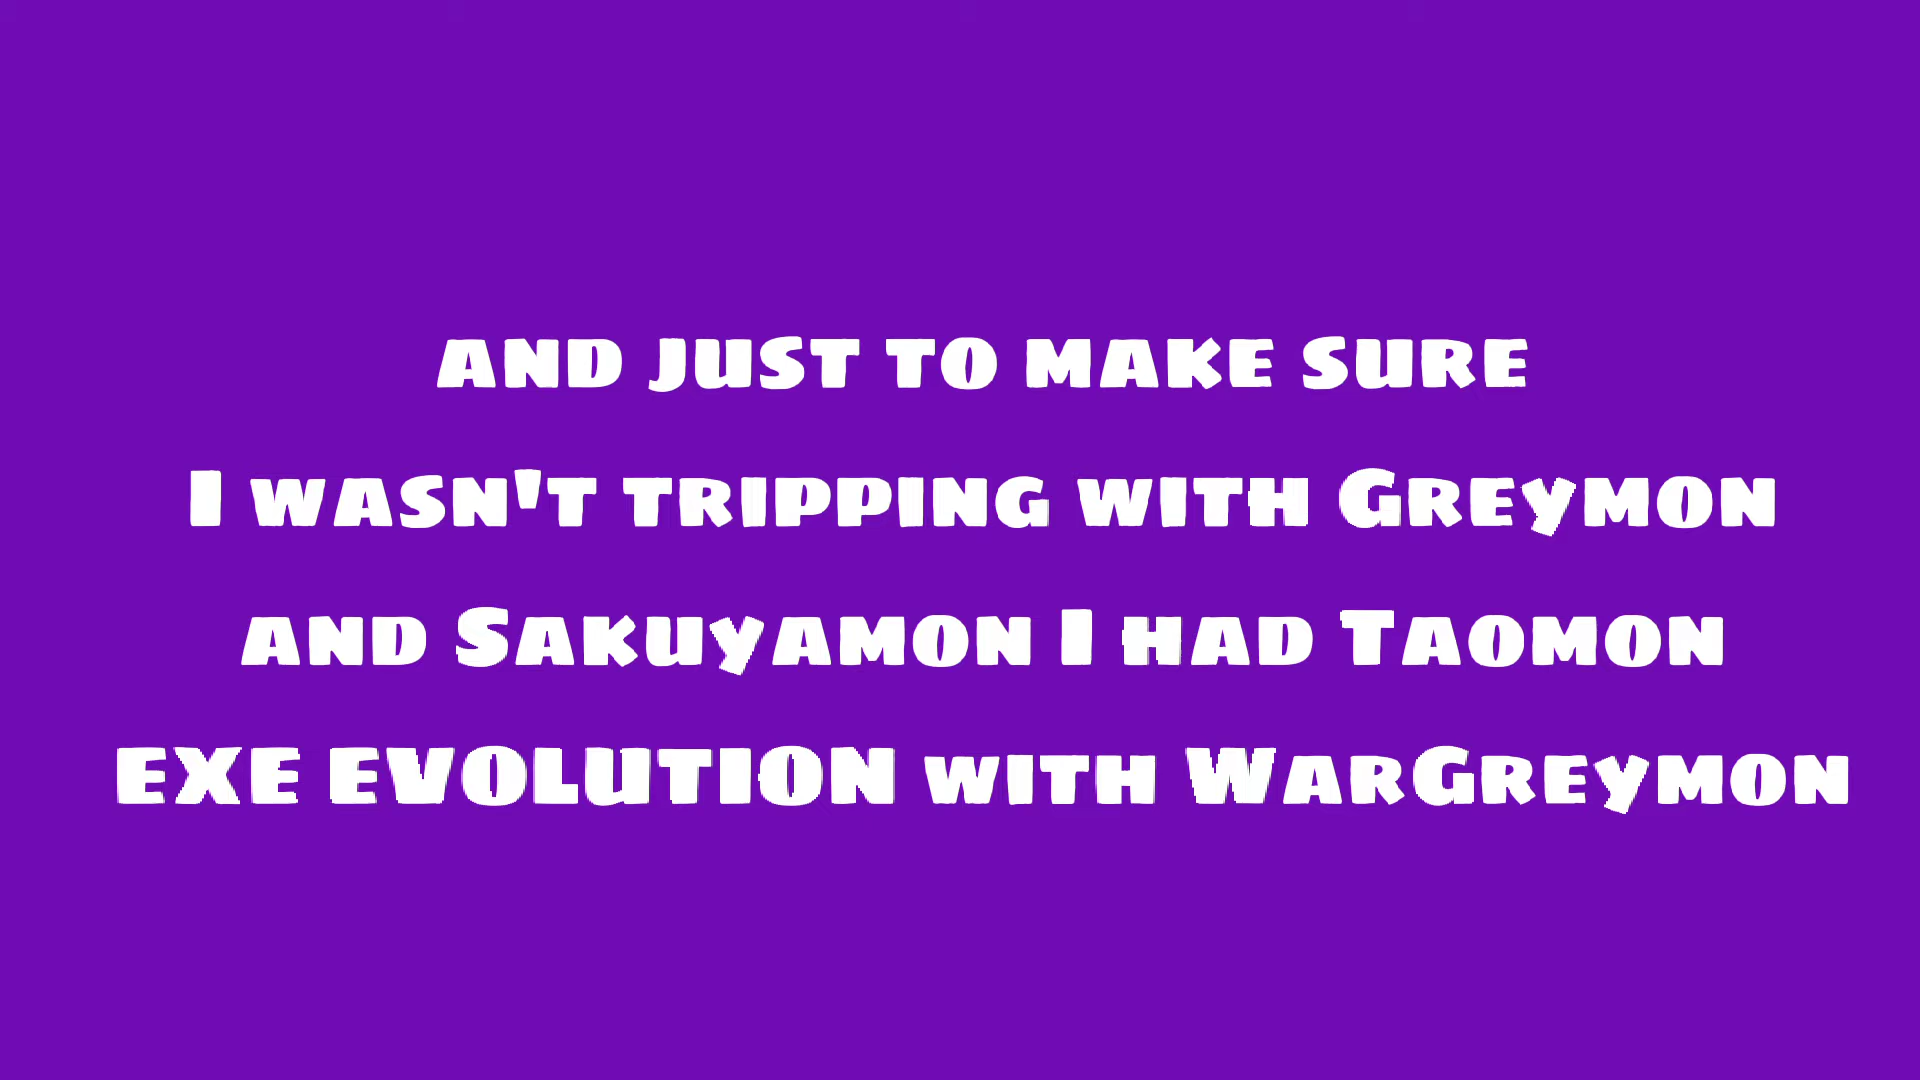 and just to make sure
I wasn't tripping with Greymon
and Sakuyamon I had Taomon
EXE EVOLUTION with WarGreymon